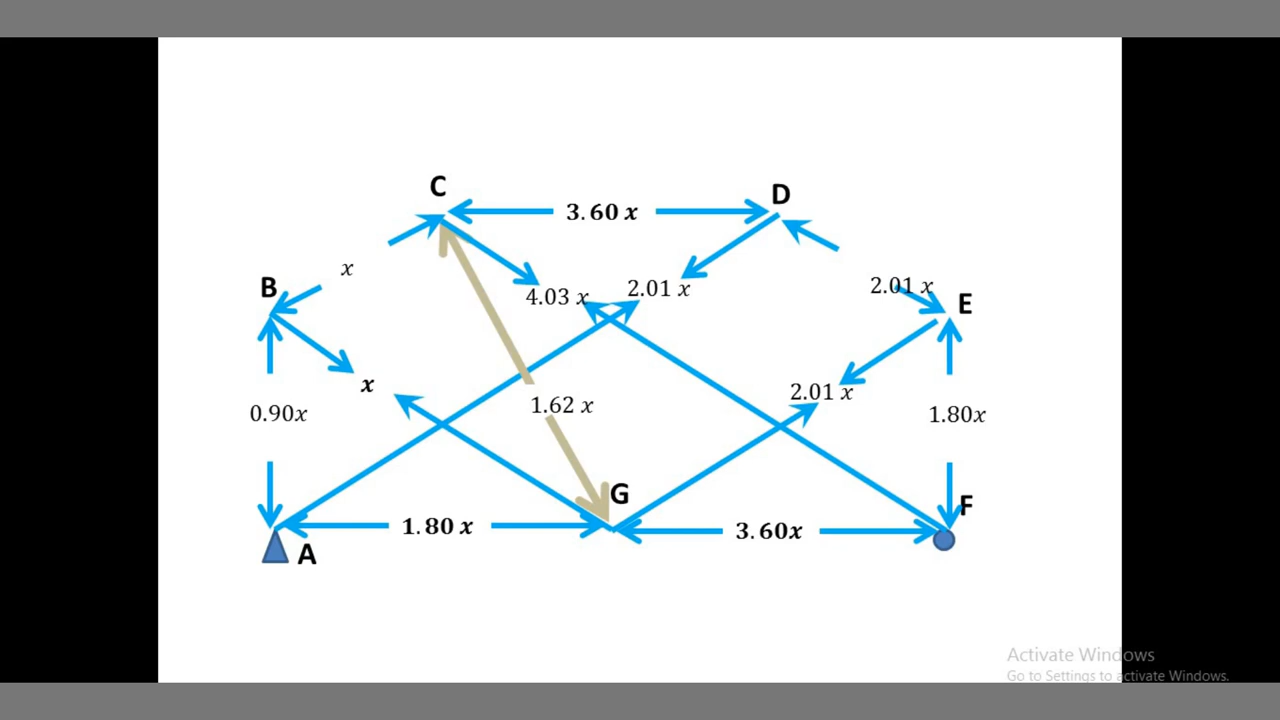 C
D
3.60 x
x
B
4.03 x
2.01 x
2.01 x
E
x
0.90x
1.62 x
2.01 x
1.80x
G
F
1.80 x
3.60x
A
Activate Windows
Go to Settings to activate Windows.